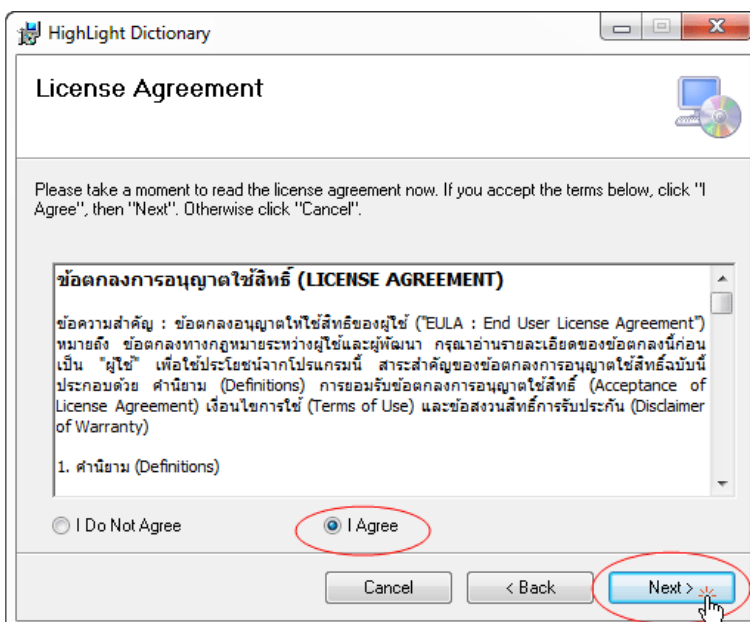 HighLight Dictionary
License Agreement
Please take a moment to read the license agreement now. If you accept the terms below, click "I
Agree", then "Next". Otherwise click "Cancel".
ข้อตกลงการอนุญาตใช้สิทธิ์ (LICENSE AGREEMENT)
ข้อความสำคัญ : ข้อตกลงอนุญาตให้ใช้สิทธิของผู้ใช้ ("EULA : End User License Agreement")
หมายถึง ข้อตกลงทางกฎหมายระหว่างผู้ใช้และผู้พัฒนา กรุณาอ่านรายละเอียดของข้อตกลงนี้ก่อน
เป็น "ผู้ใช้" เพื่อใช้ประโยชน์จากโปรแกรมนี้ สาระสำคัญของข้อตกลงการอนุญาตใช้สิทธิ์ฉบับนี้
ประกอบด้วย คำนิยาม (Definitions) การยอมรับข้อตกลงการอนุญาตใช้สิทธิ์ (Acceptance of
License Agreement) เงื่อนไขการใช้ (Terms of Use) และข้อสงวนสิทธิ์การรับประกัน (Disclaimer
of Warranty)
1. คำนิยาม (Definitions)
I Do Not Agree
I Agree
Cancel
< Back
Next >